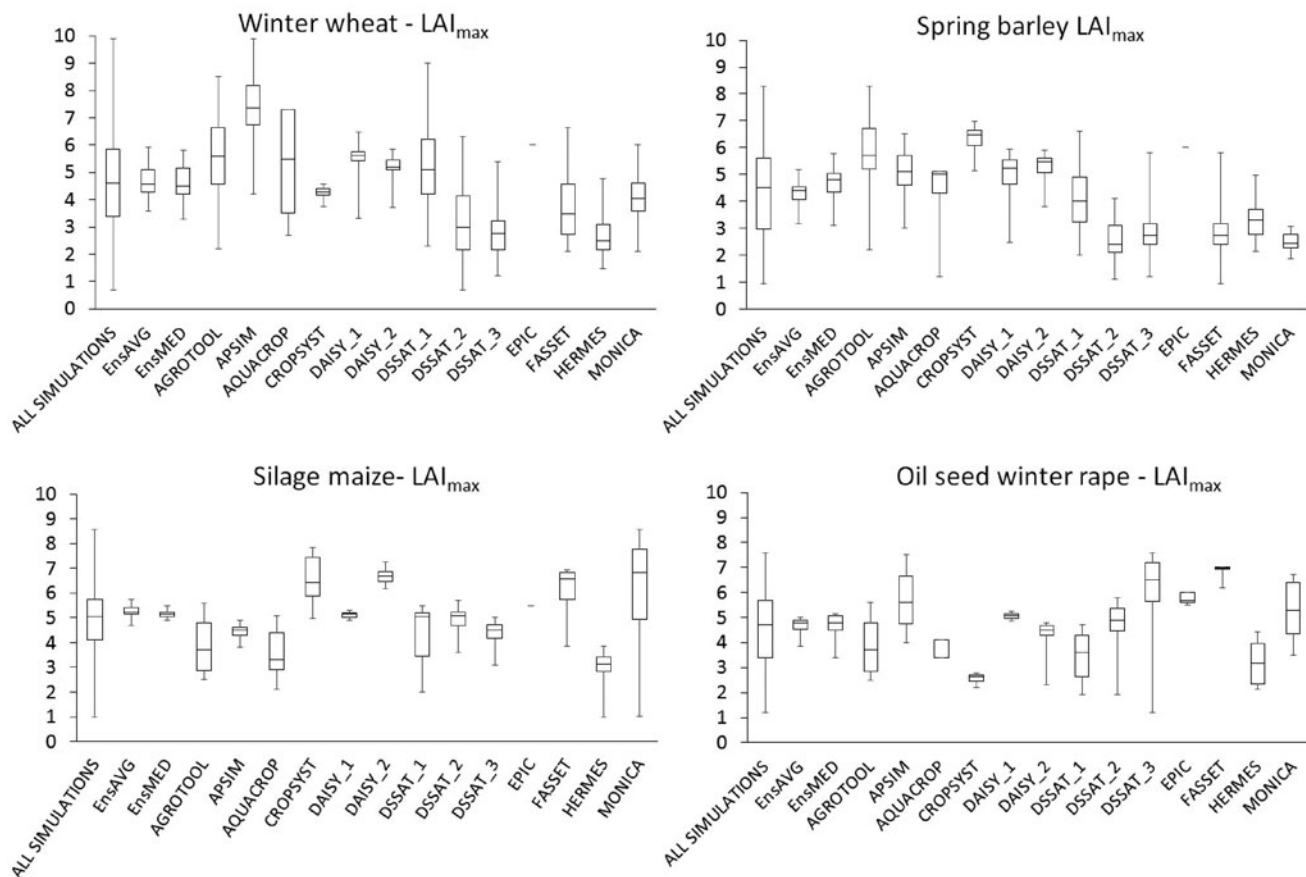 Winter wheat - LAImax
10
9
8
7
6
5
4
3
2
1
0
ALL SIMULATIONS
EnsAVG
EnsMED
AGROTOOL
APSIM
AQUACROP
CROPSYST
DAISY_1
DAISY_2
DSSAT_1
DSSAT_2
DSSAT_3
EPIC
FASSET
HERMES
MONICA
Spring barley LAImax
10
9
8
7
6
5
4
3
2
1
0
ALL SIMULATIONS
EnsAVG
EnsMED
AGROTOOL
APSIM
AQUACROP
CROPSYST
DAISY_1
DAISY_2
DSSAT_1
DSSAT_2
DSSAT_3
EPIC
FASSET
HERMES
MONICA
Silage maize- LAImax
10
9
8
7
6
5
4
3
2
1
0
ALL SIMULATIONS
EnsAVG
EnsMED
AGROTOOL
APSIM
AQUACROP
CROPSYST
DAISY_1
DAISY_2
DSSAT_1
DSSAT_2
DSSAT_3
EPIC
FASSET
HERMES
MONICA
Oil seed winter rape - LAImax
10
9
8
7
6
5
4
3
2
1
0
ALL SIMULATIONS
EnsAVG
EnsMED
AGROTOOL
APSIM
AQUACROP
CROPSYST
DAISY_1
DAISY_2
DSSAT_1
DSSAT_2
DSSAT_3
EPIC
FASSET
HERMES
MONICA